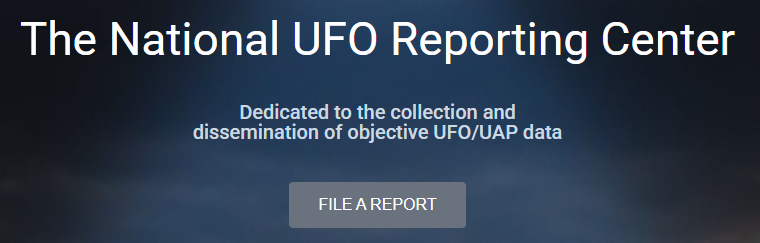 The National UFO Reporting Center
Dedicated to the collection and
dissemination of objective UFO/UAP data
FILE A REPORT